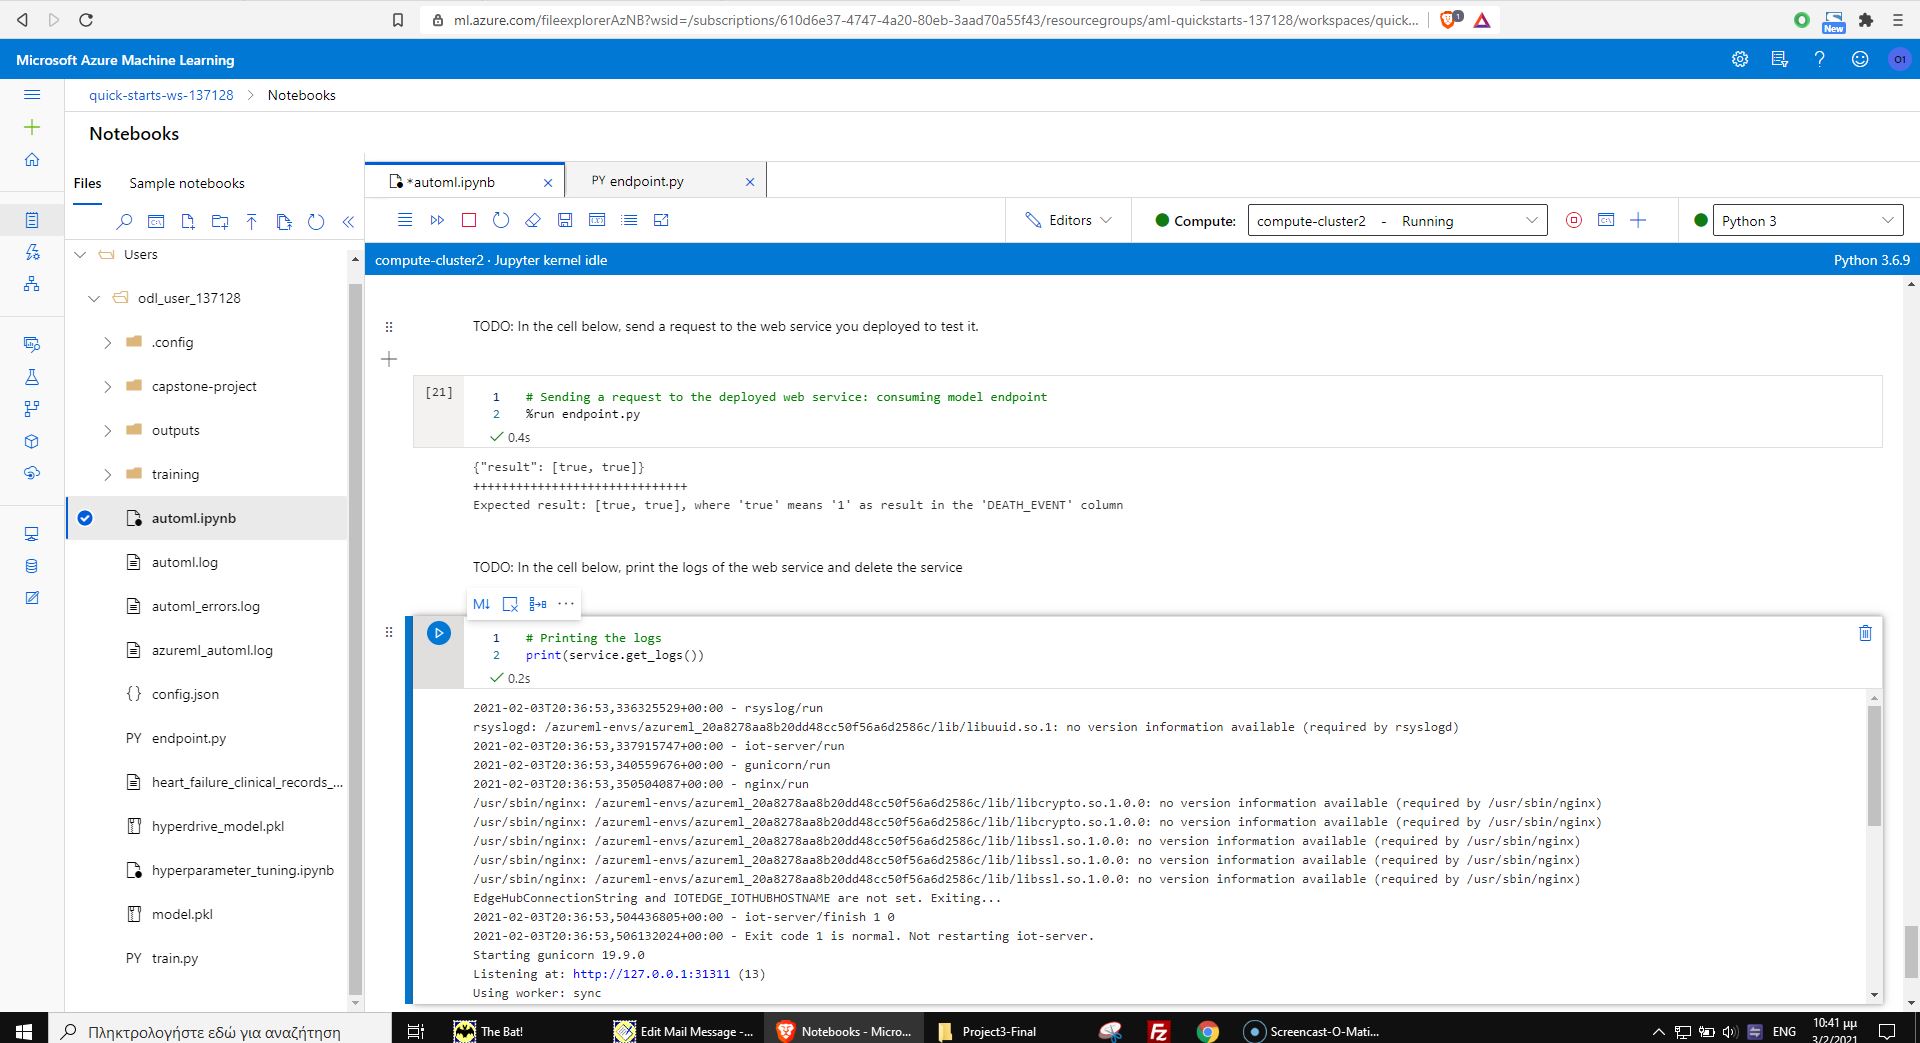 ml.azure.com/fileexplorerAzNB?wsid=/subscriptions/610d6e37-4747-4a20-80eb-3aad70a55f43/resourcegroups/aml-quickstarts-137128/workspaces/quick...
1
New
Microsoft Azure Machine Learning
O1
quick-starts-ws-137128 > Notebooks
Notebooks
Files
Sample notebooks
*automl.ipynb
PY endpoint.py
Editors
Compute:
compute-cluster2 - Running
Python 3
compute-cluster2 · Jupyter kernel idle
Python 3.6.9
Users
odl_user_137128
.config
capstone-project
outputs
training
automl.ipynb
automl.log
automl_errors.log
azureml_automl.log
{} config.json
PY endpoint.py
heart_failure_clinical_records_...
hyperdrive_model.pkl
hyperparameter_tuning.ipynb
model.pkl
PY train.py
TODO: In the cell below, send a request to the web service you deployed to test it.
[21]
1 # Sending a request to the deployed web service: consuming model endpoint
2 %run endpoint.py
0.4s
{"result": [true, true]}
++++++++++++++++++++++++++++++
Expected result: [true, true], where 'true' means '1' as result in the 'DEATH_EVENT' column
TODO: In the cell below, print the logs of the web service and delete the service
M↓
1 # Printing the logs
2 print(service.get_logs())
0.2s
2021-02-03T20:36:53,336325529+00:00 - rsyslog/run
rsyslogd: /azureml-envs/azureml_20a8278aa8b20dd48cc50f56a6d2586c/lib/libuuid.so.1: no version information available (required by rsyslogd)
2021-02-03T20:36:53,337915747+00:00 - iot-server/run
2021-02-03T20:36:53,340559676+00:00 - gunicorn/run
2021-02-03T20:36:53,350504087+00:00 - nginx/run
/usr/sbin/nginx: /azureml-envs/azureml_20a8278aa8b20dd48cc50f56a6d2586c/lib/libcrypto.so.1.0.0: no version information available (required by /usr/sbin/nginx)
/usr/sbin/nginx: /azureml-envs/azureml_20a8278aa8b20dd48cc50f56a6d2586c/lib/libcrypto.so.1.0.0: no version information available (required by /usr/sbin/nginx)
/usr/sbin/nginx: /azureml-envs/azureml_20a8278aa8b20dd48cc50f56a6d2586c/lib/libssl.so.1.0.0: no version information available (required by /usr/sbin/nginx)
/usr/sbin/nginx: /azureml-envs/azureml_20a8278aa8b20dd48cc50f56a6d2586c/lib/libssl.so.1.0.0: no version information available (required by /usr/sbin/nginx)
/usr/sbin/nginx: /azureml-envs/azureml_20a8278aa8b20dd48cc50f56a6d2586c/lib/libssl.so.1.0.0: no version information available (required by /usr/sbin/nginx)
EdgeHubConnectionString and IOTEDGE_IOTHUBHOSTNAME are not set. Exiting...
2021-02-03T20:36:53,504436805+00:00 - iot-server/finish 1 0
2021-02-03T20:36:53,506132024+00:00 - Exit code 1 is normal. Not restarting iot-server.
Starting gunicorn 19.9.0
Listening at: http://127.0.0.1:31311 (13)
Using worker: sync
Πληκτρολογήστε εδώ για αναζήτηση
The Bat!
Edit Mail Message -...
Notebooks - Micro...
Project3-Final
Screencast-O-Mati...
ENG
10:41 μμ
3/2/2021